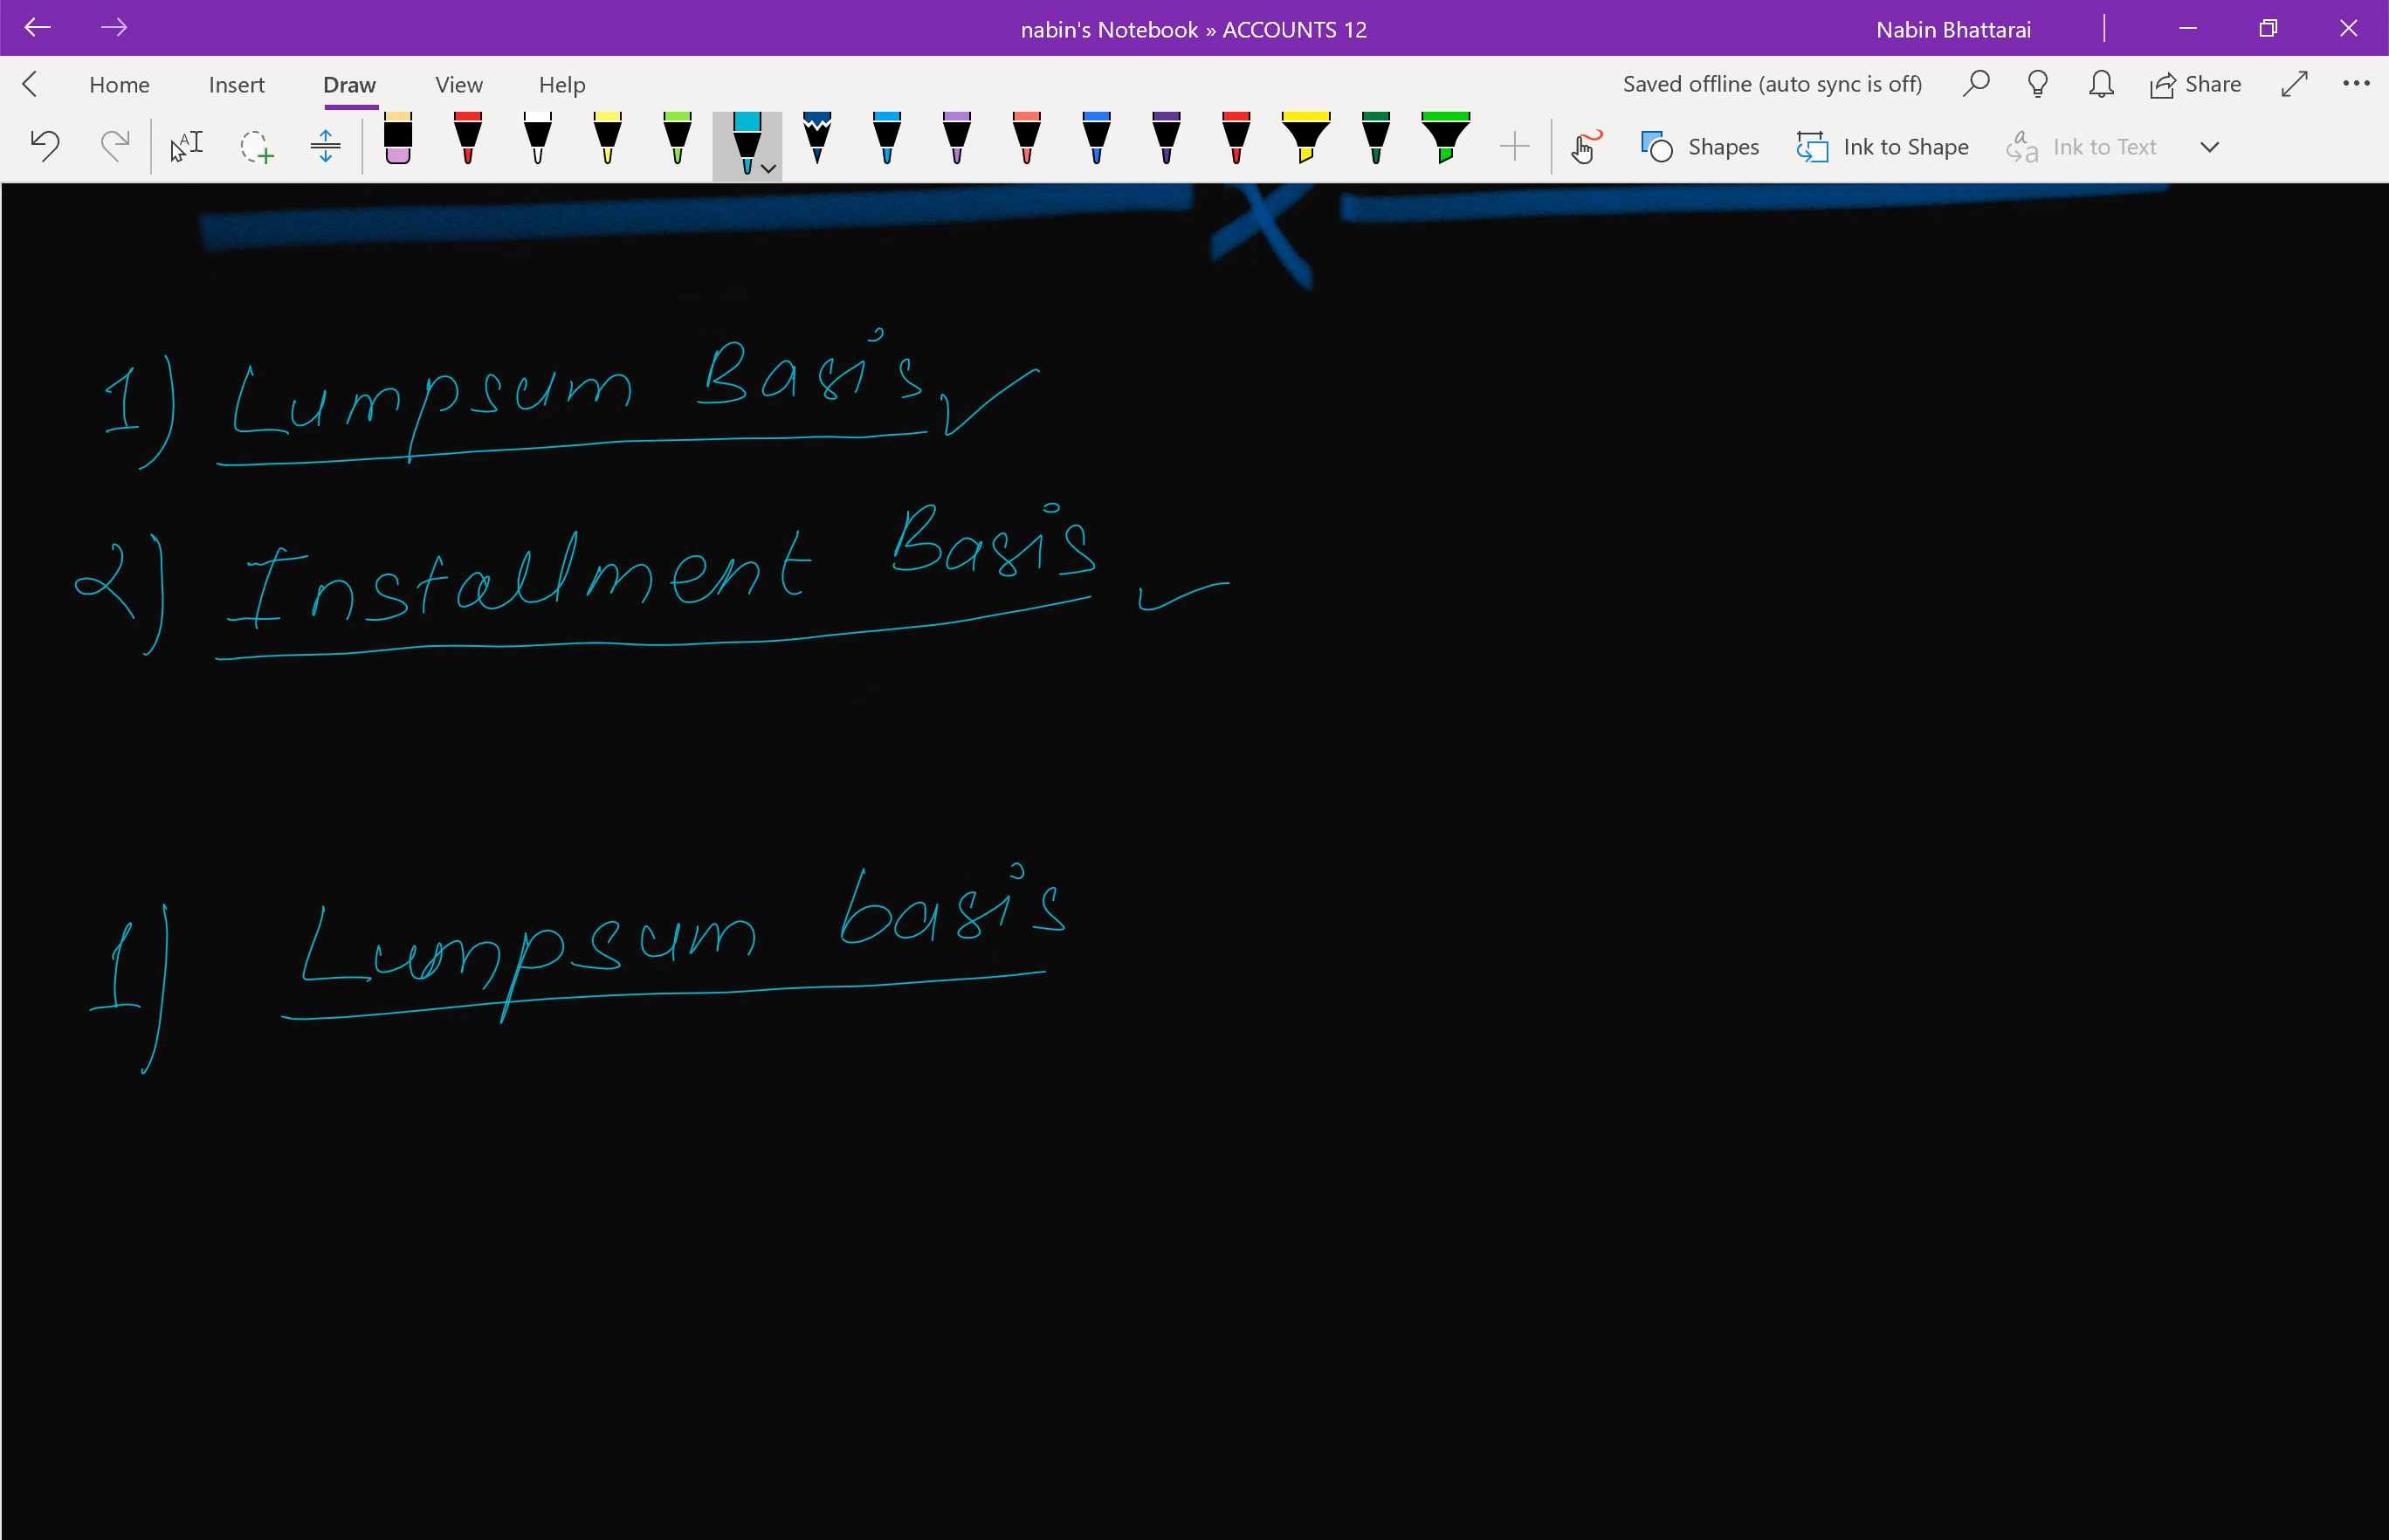 nabin's Notebook » ACCOUNTS 12
Nabin Bhattarai
Home Insert Draw View Help
Saved offline (auto sync is off)
Share
Shapes
Ink to Shape
Ink to Text
1) Lumpsum Basis
2) Installment Basis
1) Lumpsum basis